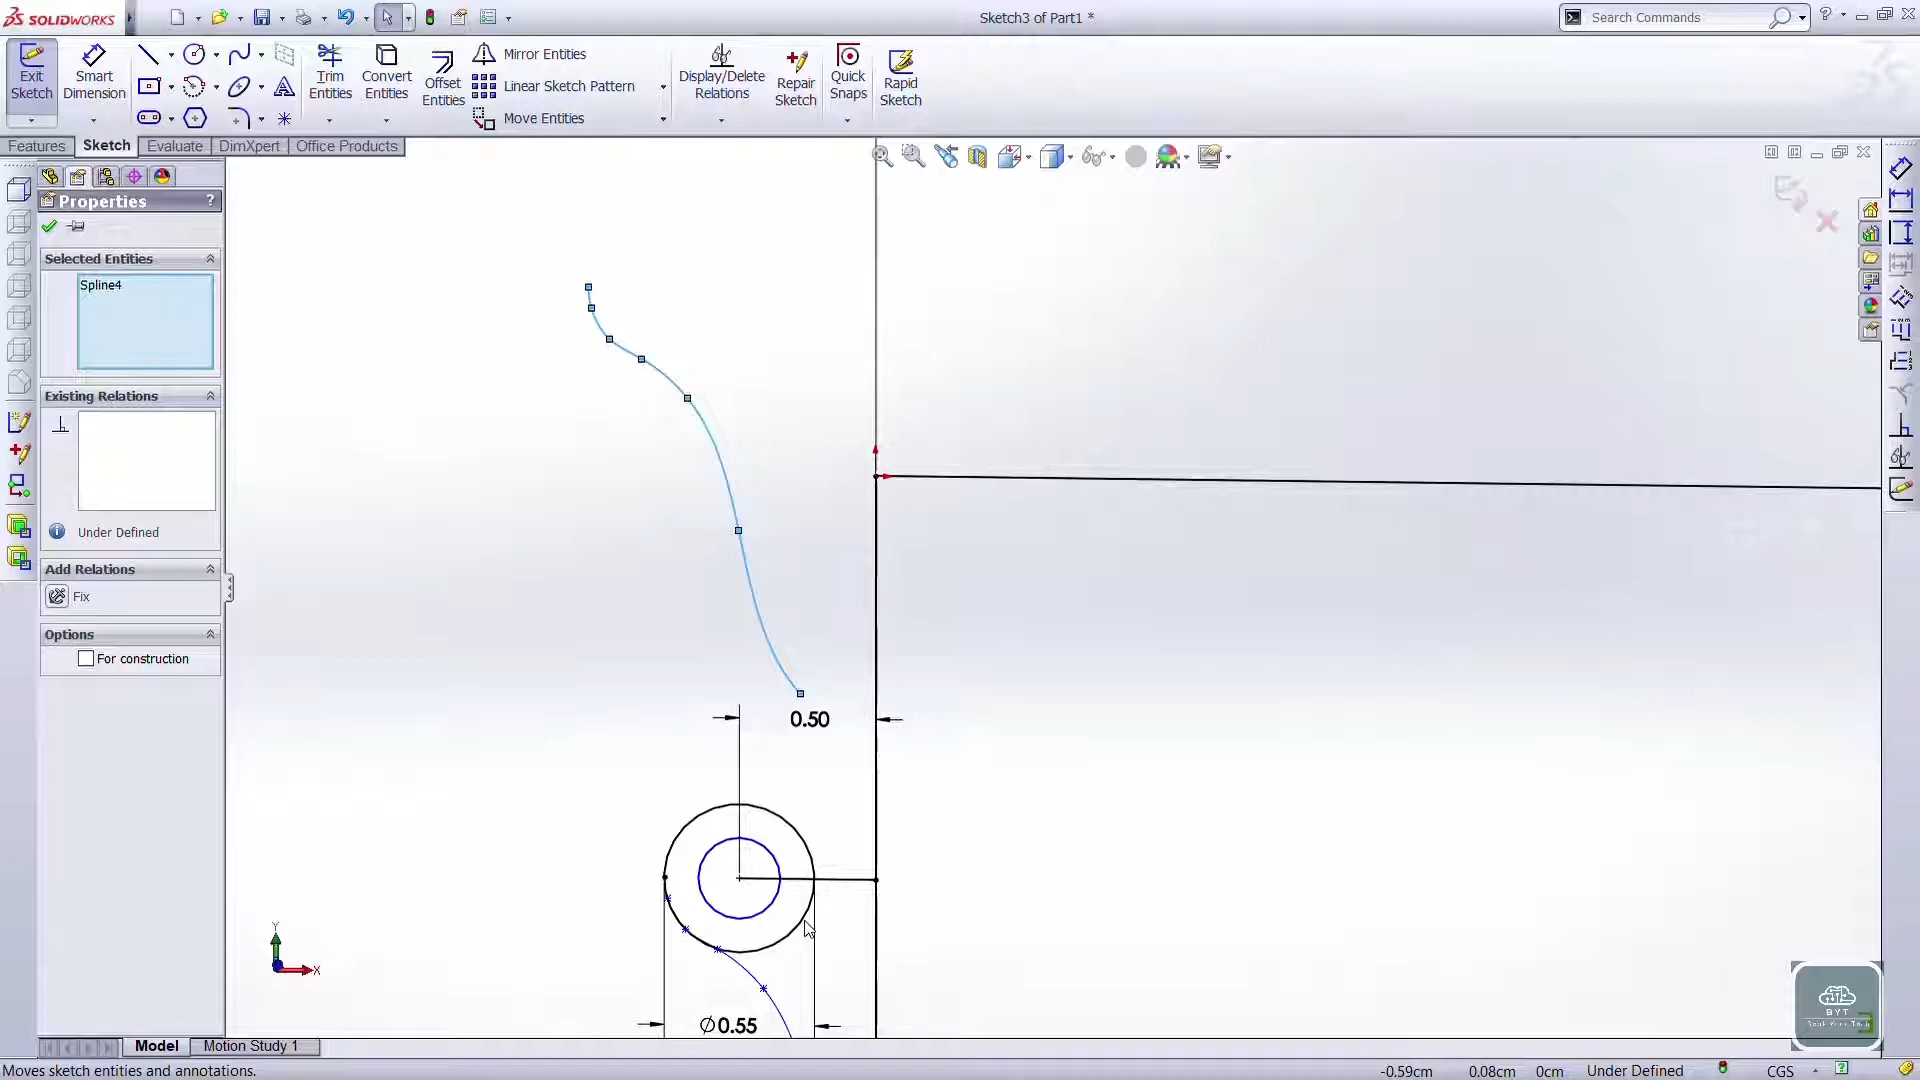 SOLIDWORKS
Sketch3 of Part1 *
Search Commands
Exit Sketch
Smart Dimension
Trim Entities
Convert Entities
Offset Entities
Mirror Entities
Linear Sketch Pattern
Move Entities
Display/Delete Relations
Repair Sketch
Quick Snaps
Rapid Sketch
Features
Sketch
Evaluate
DimXpert
Office Products
Properties
?
Selected Entities
Spline4
Existing Relations
Under Defined
Add Relations
Fix
Options
For construction
0.50
Ø0.55
Y
X
BYT
Model
Motion Study 1
Moves sketch entities and annotations.
-0.59cm
0.08cm
0cm
Under Defined
CGS